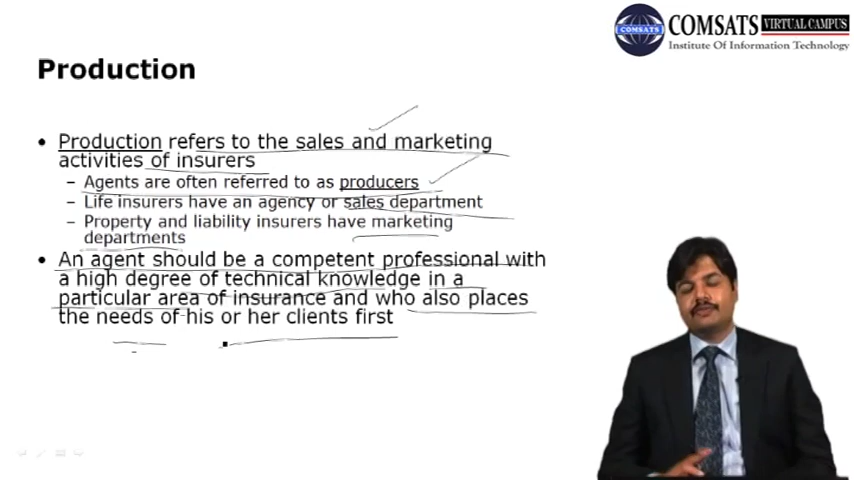 COMSATS
COMSATS VIRTUAL CAMPUS
Institute Of Information Technology
Production
• Production refers to the sales and marketing
activities of insurers
– Agents are often referred to as producers
– Life insurers have an agency or sales department
– Property and liability insurers have marketing
departments
• An agent should be a competent professional with
a high degree of technical knowledge in a
particular area of insurance and who also places
the needs of his or her clients first